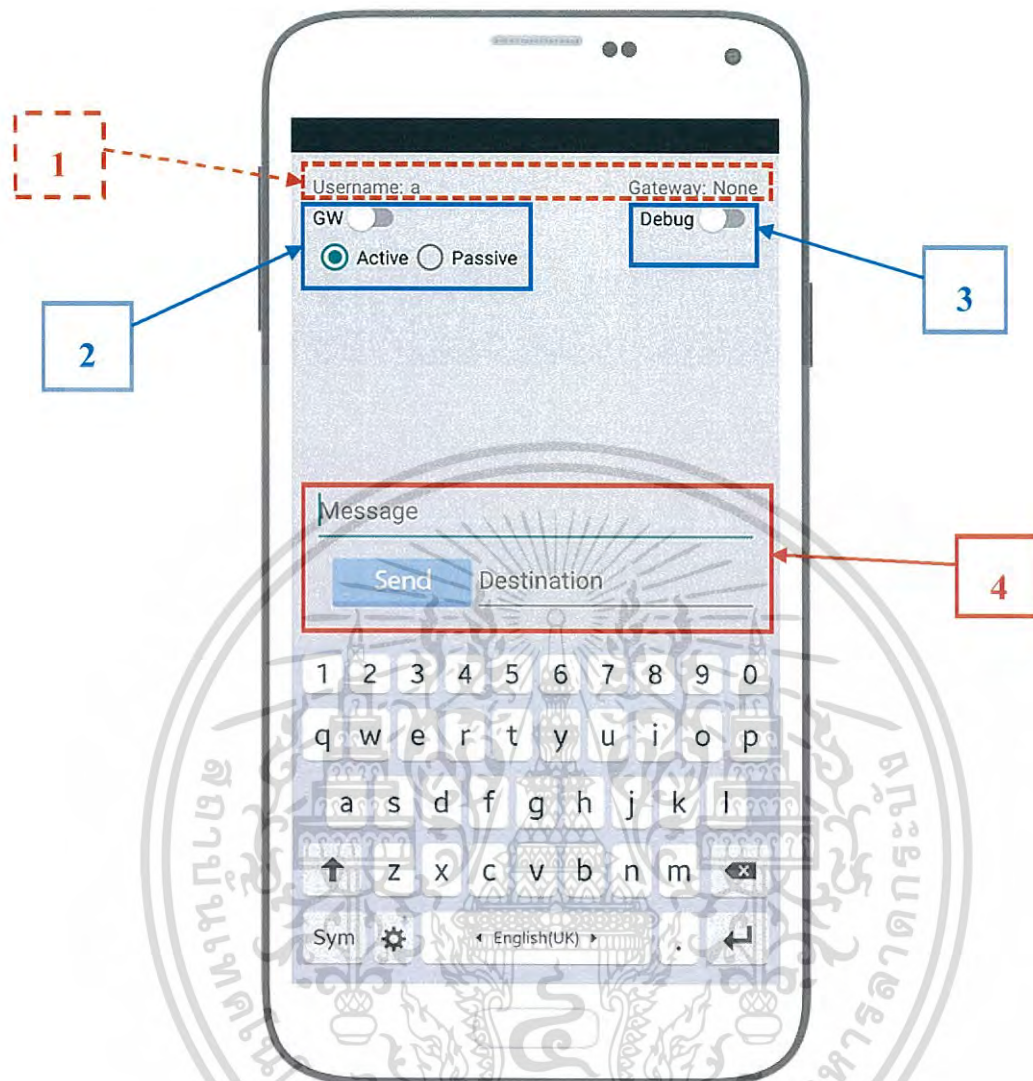 1
Username: a Gateway: None
GW Debug
Active Passive
2
3
Message
Send Destination
4
1 2 3 4 5 6 7 8 9 0
q w e r t y u i o p
a s d f g h j k l
z x c v b n m
Sym English(UK) .